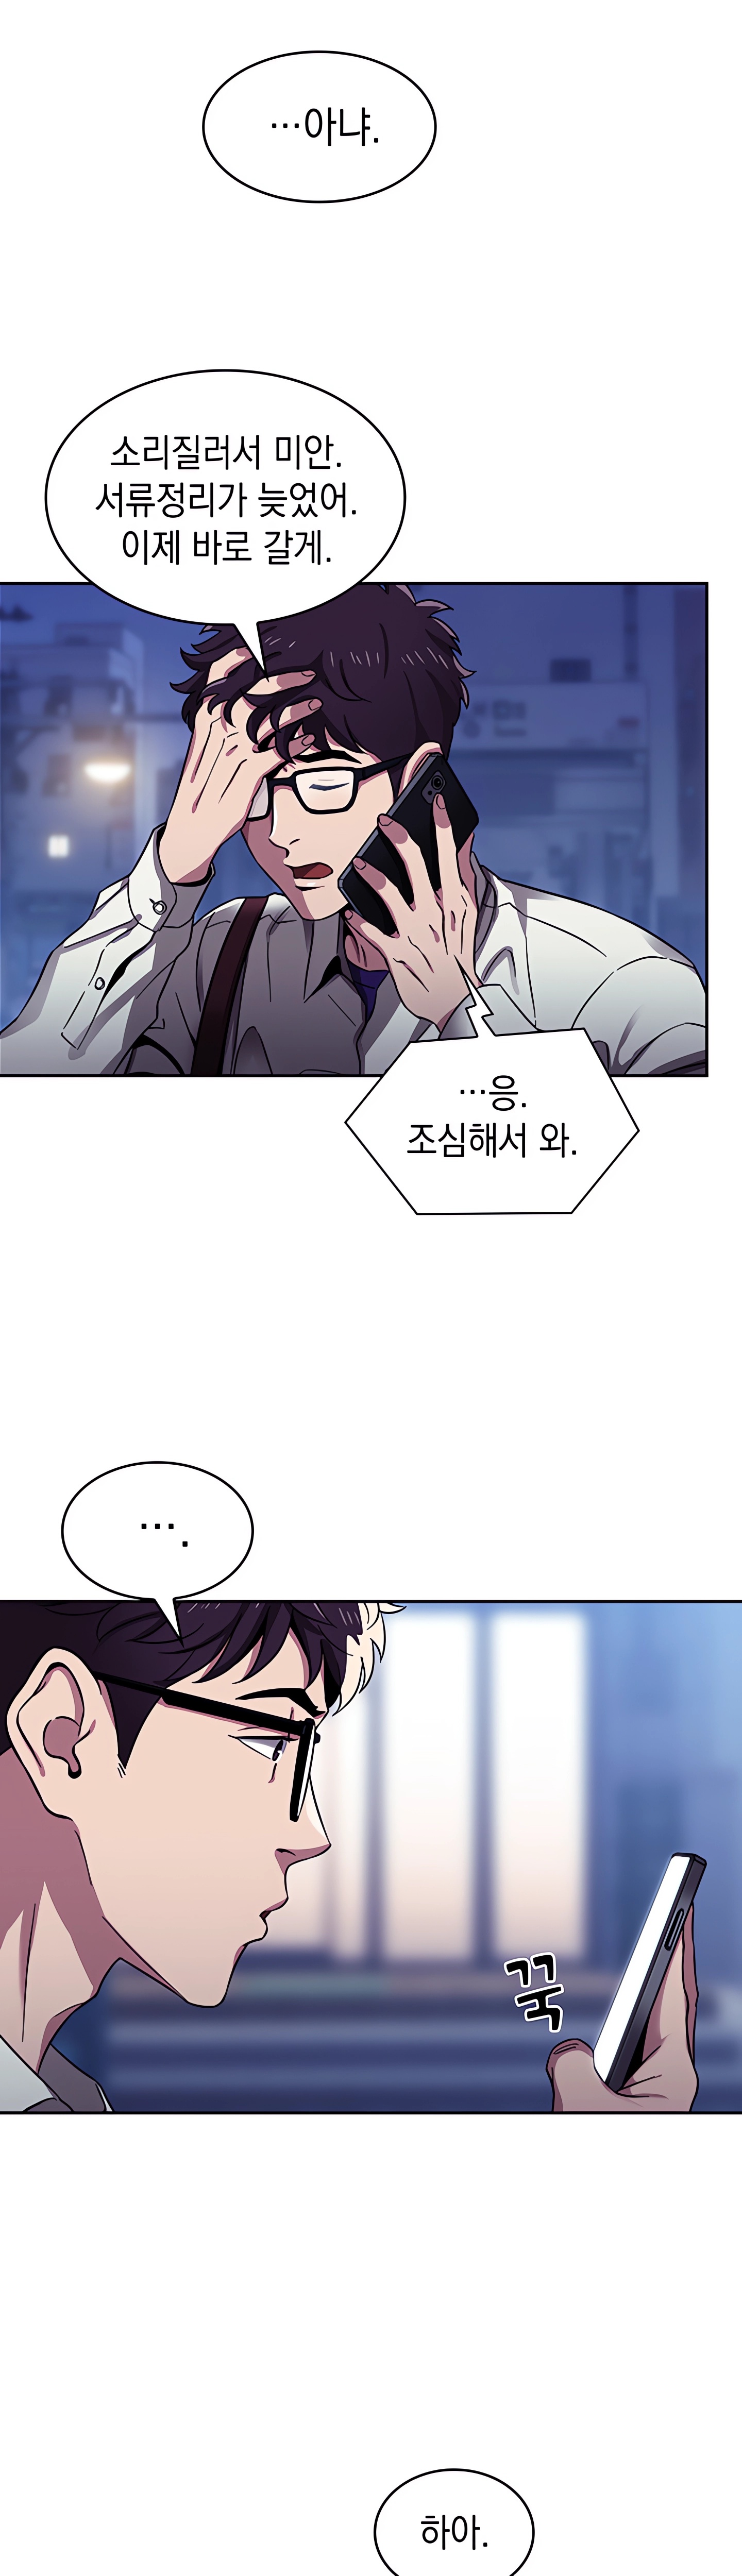 …아냐.
소리질러서 미안.
서류정리가 늦었어.
이제 바로 갈게.
…응.
조심해서 와.
….
꾹
하아.